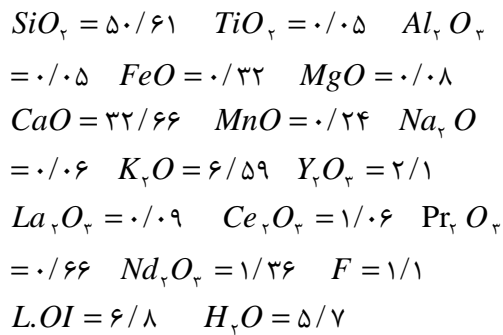 SiO₂ = ۵۰/۶۱ TiO₂ = ۰/۰۵ Al₂O₃
= ۰/۰۵ FeO = ۰/۳۲ MgO = ۰/۰۸
CaO = ۳۲/۶۶ MnO = ۰/۲۴ Na₂O
= ۰/۰۶ K₂O = ۶/۵۹ Y₂O₃ = ۲/۱
La₂O₃ = ۰/۰۹ Ce₂O₃ = ۱/۰۶ Pr₂O₃
= ۰/۶۶ Nd₂O₃ = ۱/۳۶ F = ۱/۱
L.OI = ۶/۸ H₂O = ۵/۷